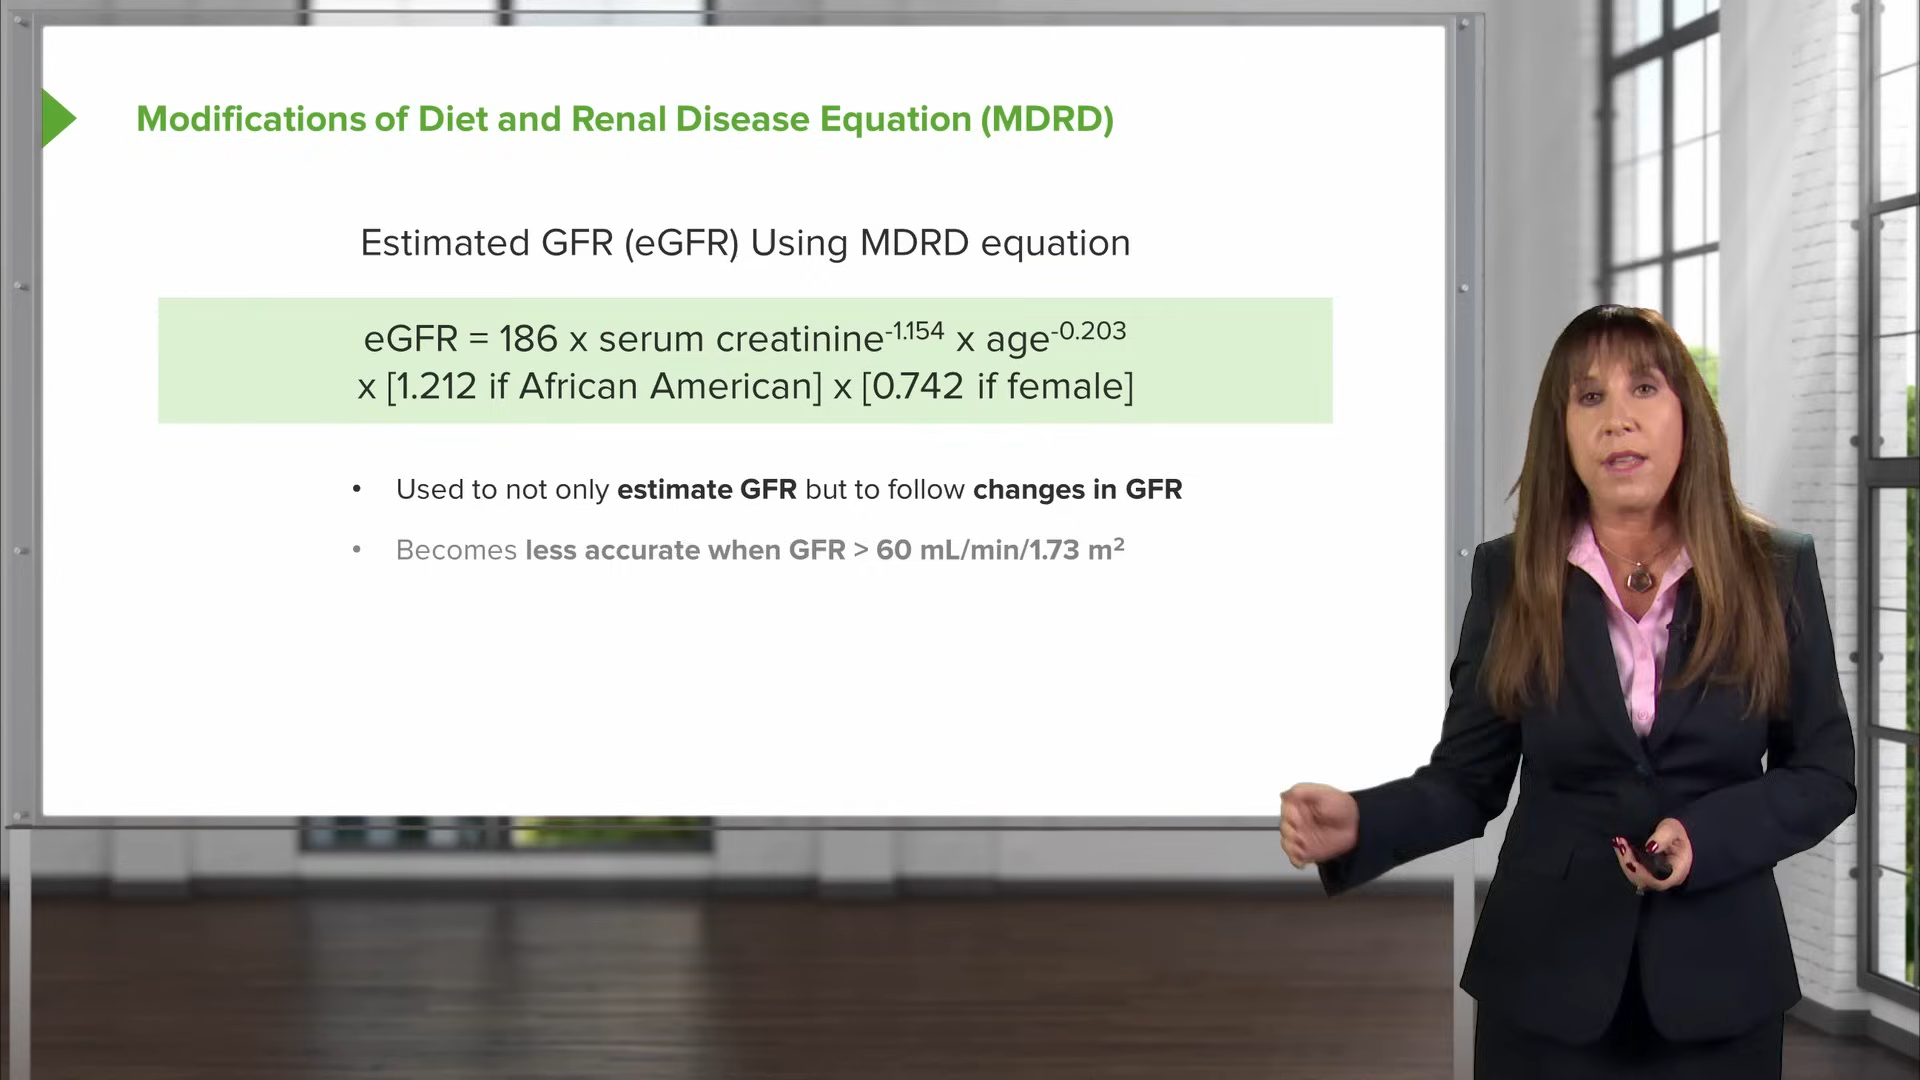 Modifications of Diet and Renal Disease Equation (MDRD)
Estimated GFR (eGFR) Using MDRD equation
eGFR = 186 x serum creatinine⁻¹·¹⁵⁴ x age⁻⁰·²⁰³
x [1.212 if African American] x [0.742 if female]
• Used to not only estimate GFR but to follow changes in GFR
• Becomes less accurate when GFR > 60 mL/min/1.73 m²